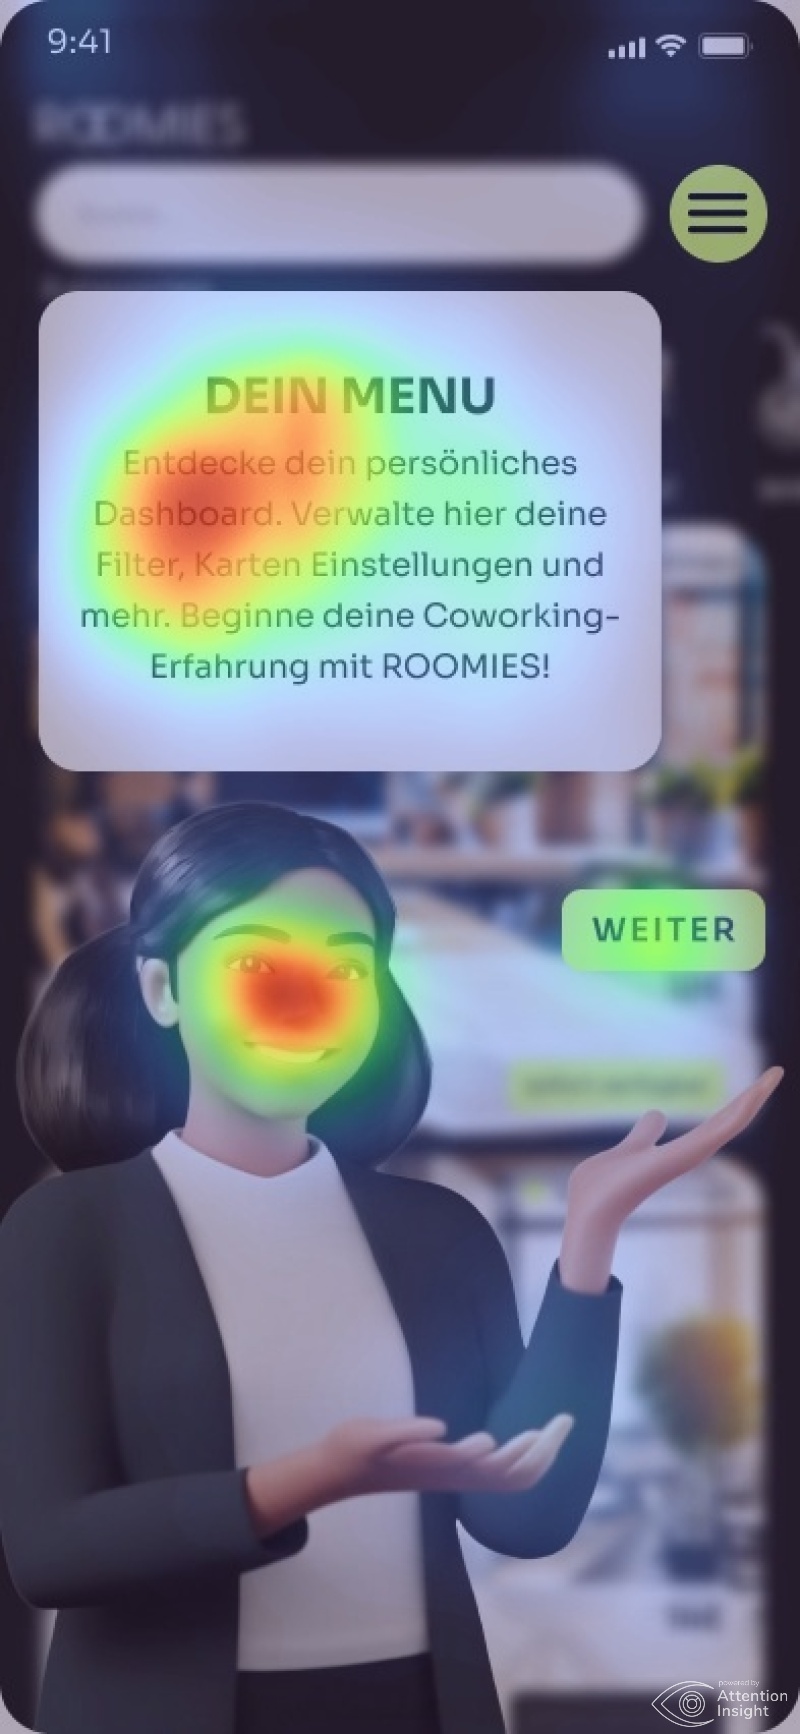 9:41
ROOMIES
DEIN MENU
Entdecke dein persönliches
Dashboard. Verwalte hier deine
Filter, Karten Einstellungen und
mehr. Beginne deine Coworking-
Erfahrung mit ROOMIES!
WEITER
powered by
Attention
Insight